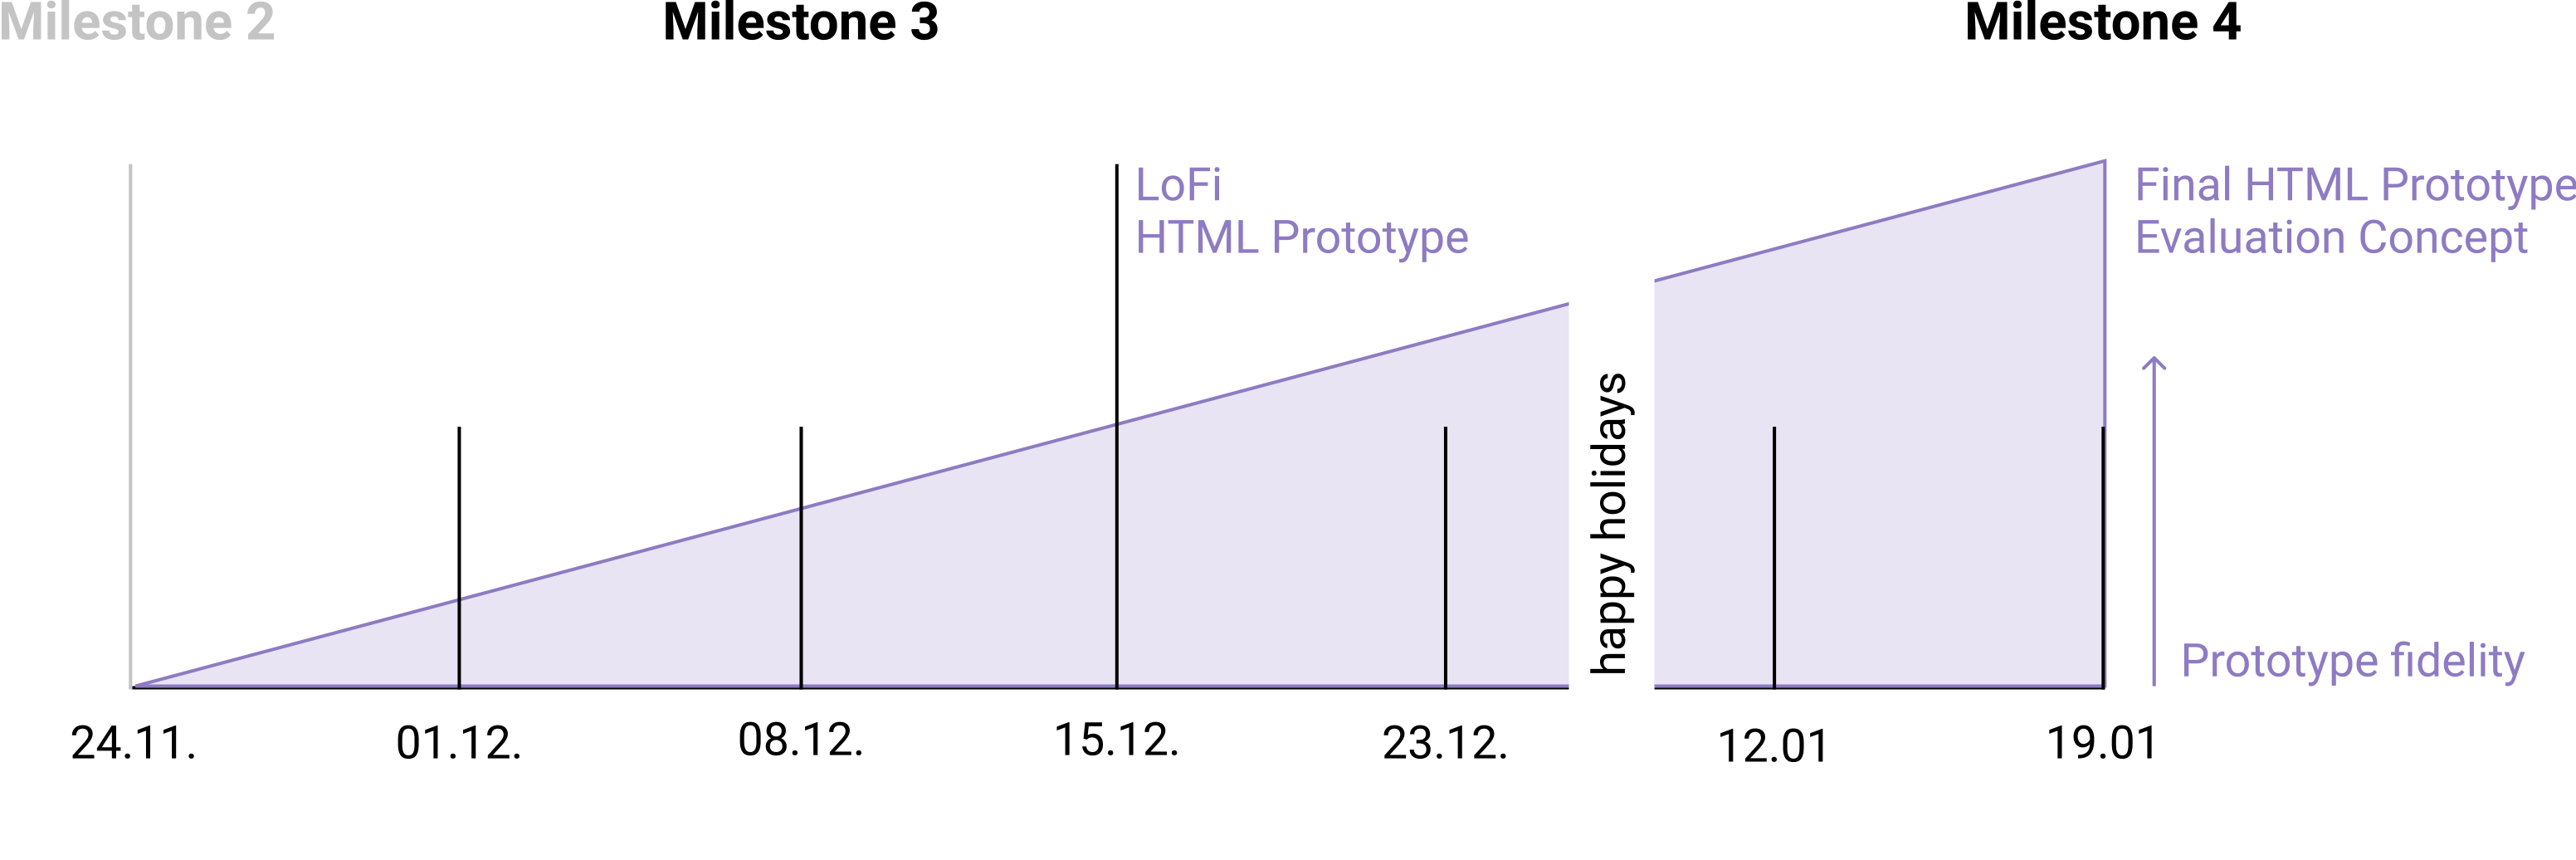 Milestone 2
Milestone 3
Milestone 4
LoFi
HTML Prototype
Final HTML Prototype
Evaluation Concept
happy holidays
Prototype fidelity
24.11.
01.12.
08.12.
15.12.
23.12.
12.01
19.01